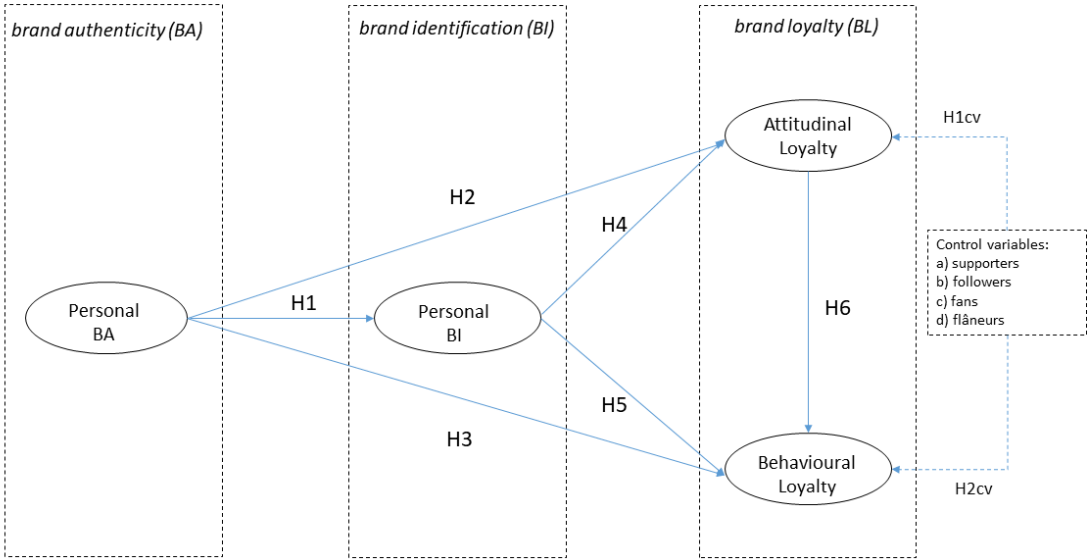 brand authenticity (BA)
brand identification (BI)
brand loyalty (BL)
Attitudinal
Loyalty
H1cv
H2
H4
Control variables:
a) supporters
b) followers
c) fans
d) flâneurs
Personal
BA
H1
Personal
BI
H6
H5
H3
Behavioural
Loyalty
H2cv